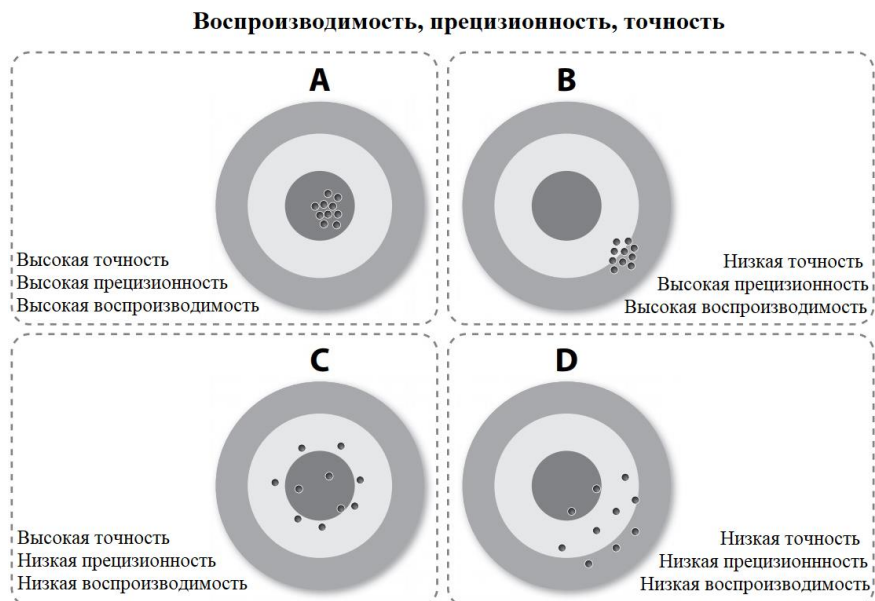 Воспроизводимость, прецизионность, точность
A
Высокая точность
Высокая прецизионность
Высокая воспроизводимость
B
Низкая точность
Высокая прецизионность
Высокая воспроизводимость
C
Высокая точность
Низкая прецизионность
Низкая воспроизводимость
D
Низкая точность
Низкая прецизионнность
Низкая воспроизводимость